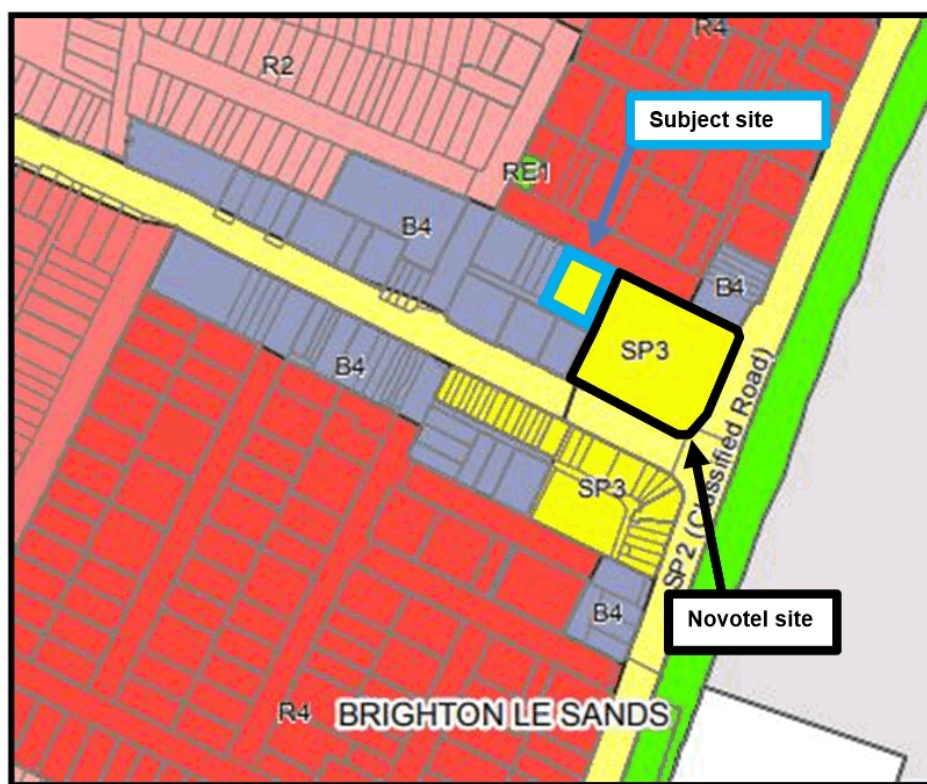 R4
R2
Subject site
RE1
B4
B4
SP3
B4
SP3
SP2 (Classified Road)
B4
Novotel site
R4
BRIGHTON LE SANDS